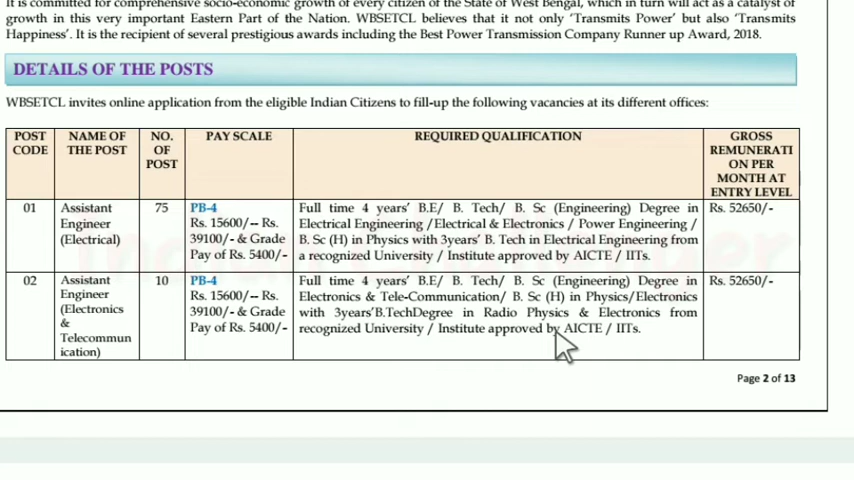 It is committed for comprehensive socio-economic growth of every citizen of the State of West Bengal, which in turn will act as a catalyst of
growth in this very important Eastern Part of the Nation. WBSETCL believes that it not only 'Transmits Power' but also 'Transmits
Happiness'. It is the recipient of several prestigious awards including the Best Power Transmission Company Runner up Award, 2018.
DETAILS OF THE POSTS
WBSETCL invites online application from the eligible Indian Citizens to fill-up the following vacancies at its different offices:
POST
CODE
NAME OF
THE POST
NO.
OF
POST
PAY SCALE
REQUIRED QUALIFICATION
GROSS
REMUNERATI
ON PER
MONTH AT
ENTRY LEVEL
01
Assistant
Engineer
(Electrical)
75
PB-4
Rs. 15600/-- Rs.
39100/- & Grade
Pay of Rs. 5400/-
Full time 4 years' B.E/ B. Tech/ B. Sc (Engineering) Degree in
Electrical Engineering /Electrical & Electronics / Power Engineering /
B. Sc (H) in Physics with 3years' B. Tech in Electrical Engineering from
a recognized University / Institute approved by AICTE / IITs.
Rs. 52650/-
02
Assistant
Engineer
(Electronics
&
Telecommun
ication)
10
PB-4
Rs. 15600/-- Rs.
39100/- & Grade
Pay of Rs. 5400/-
Full time 4 years' B.E/ B. Tech/ B. Sc (Engineering) Degree in
Electronics & Tele-Communication/ B. Sc (H) in Physics/Electronics
with 3years'B.TechDegree in Radio Physics & Electronics from
recognized University / Institute approved by AICTE / IITs.
Rs. 52650/-
Page 2 of 13